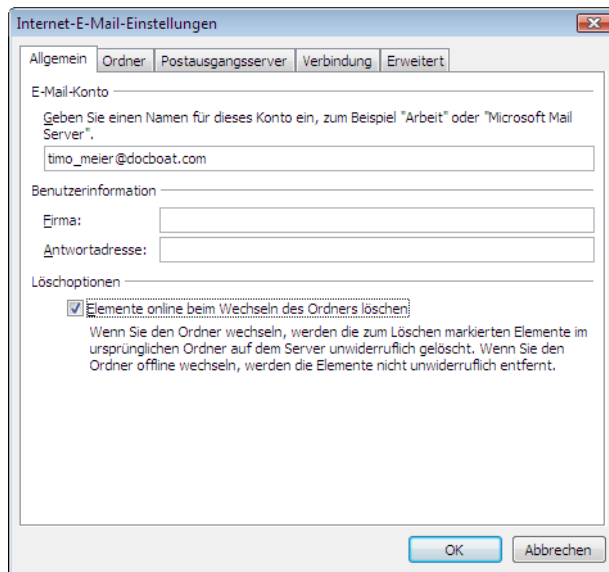 Internet-E-Mail-Einstellungen
Allgemein Ordner Postausgangsserver Verbindung Erweitert
E-Mail-Konto
Geben Sie einen Namen für dieses Konto ein, zum Beispiel "Arbeit" oder "Microsoft Mail
Server".
timo_meier@docboat.com
Benutzerinformation
Firma:
Antwortadresse:
Löschoptionen
Elemente online beim Wechseln des Ordners löschen
Wenn Sie den Ordner wechseln, werden die zum Löschen markierten Elemente im
ursprünglichen Ordner auf dem Server unwiderruflich gelöscht. Wenn Sie den
Ordner offline wechseln, werden die Elemente nicht unwiderruflich entfernt.
OK Abbrechen